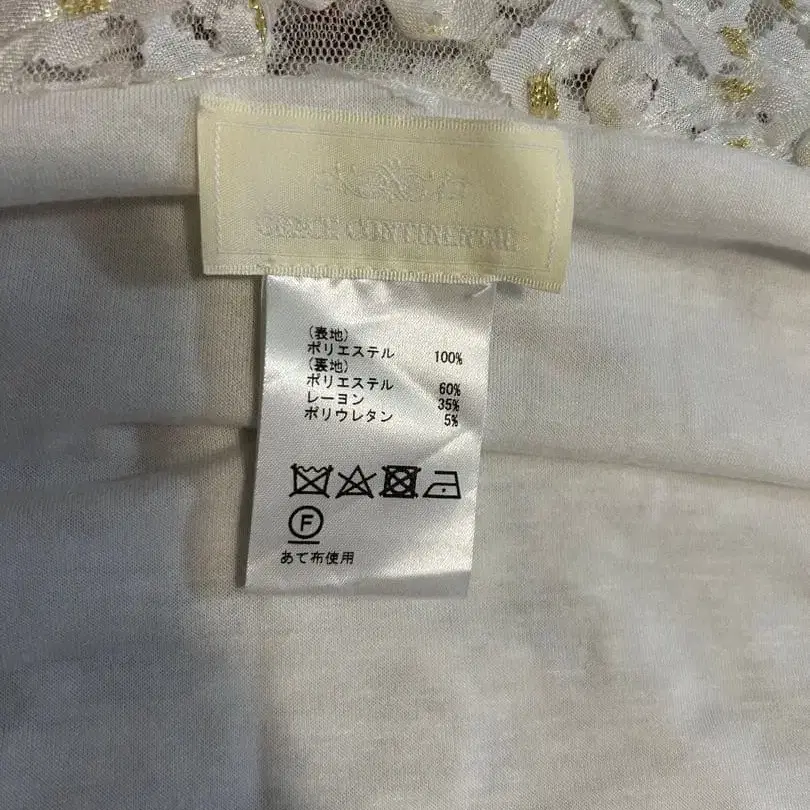 GRACE CONTINENTAL
(表地)
ポリエステル 100%
(裏地)
ポリエステル 60%
レーヨン 35%
ポリウレタン 5%
F
あて布使用